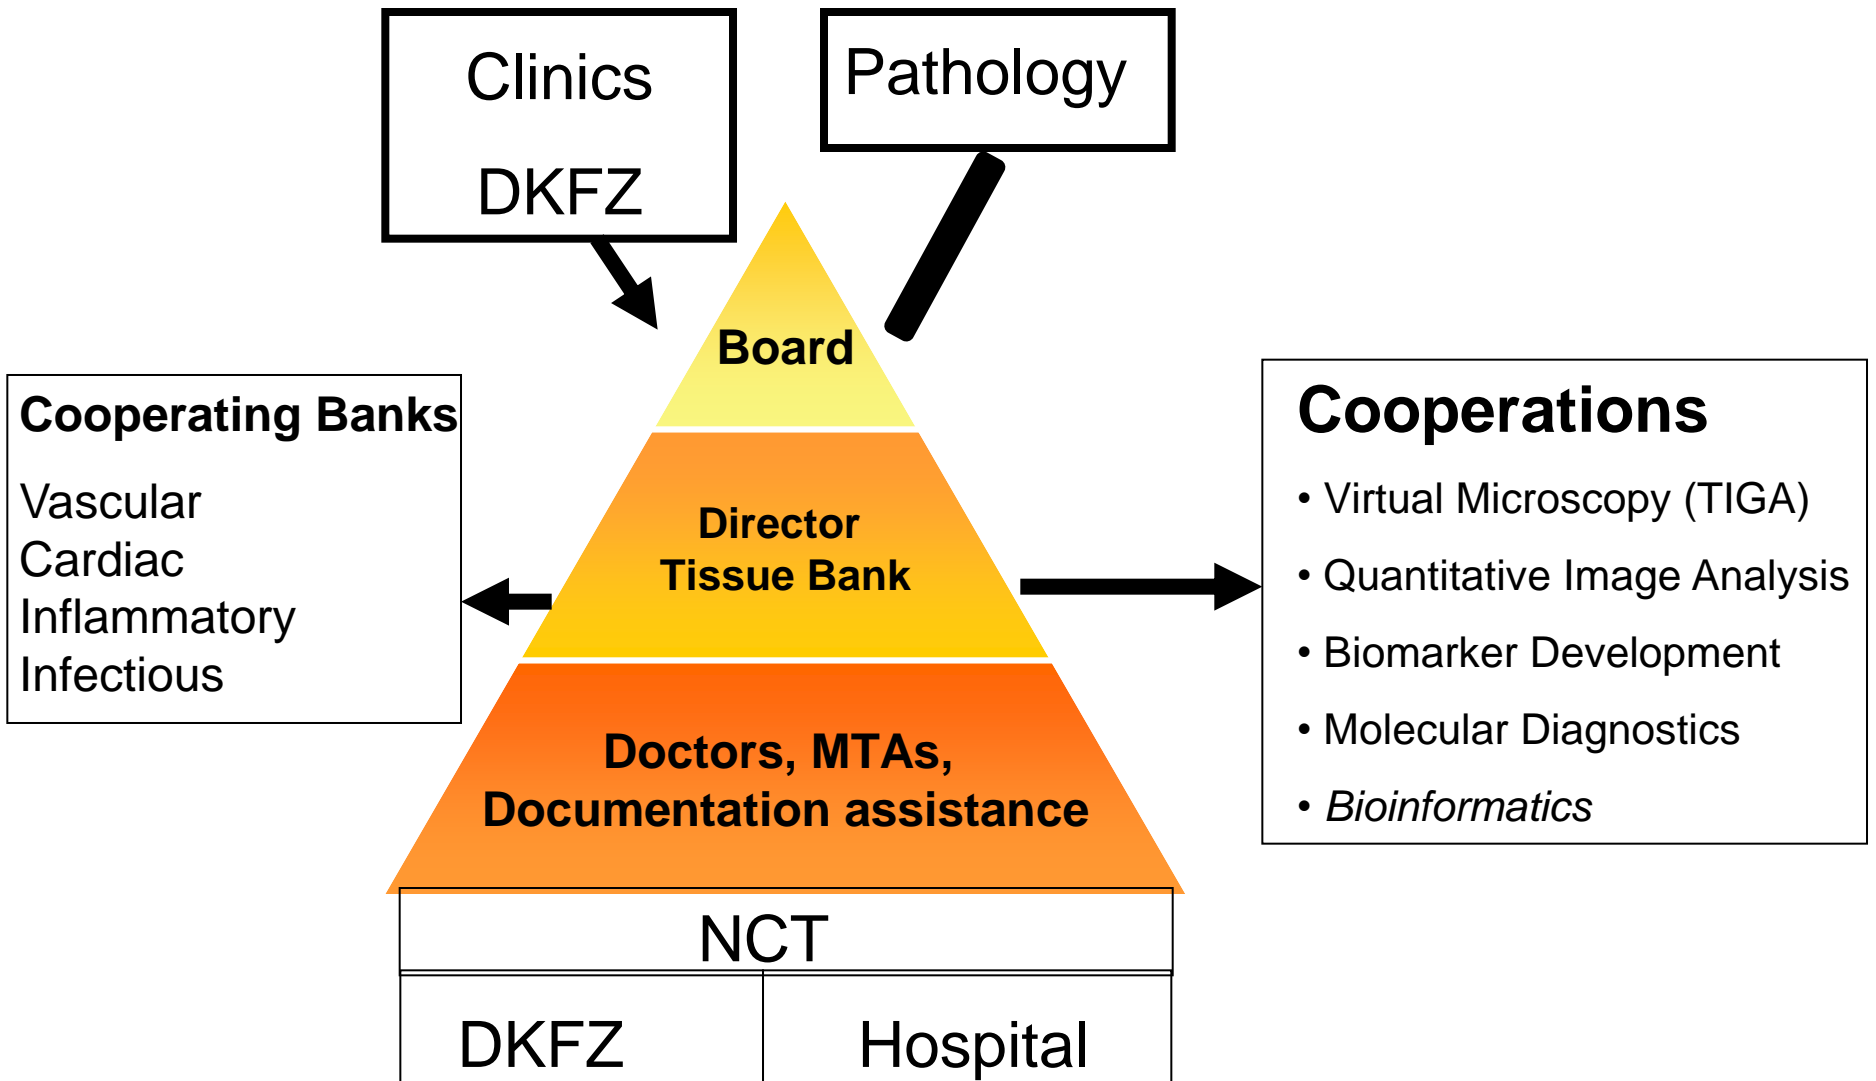 Clinics
DKFZ
Pathology
Board
Cooperating Banks
Vascular
Cardiac
Inflammatory
Infectious
Director
Tissue Bank
Cooperations
• Virtual Microscopy (TIGA)
• Quantitative Image Analysis
• Biomarker Development
• Molecular Diagnostics
• Bioinformatics
Doctors, MTAs,
Documentation assistance
NCT
DKFZ
Hospital